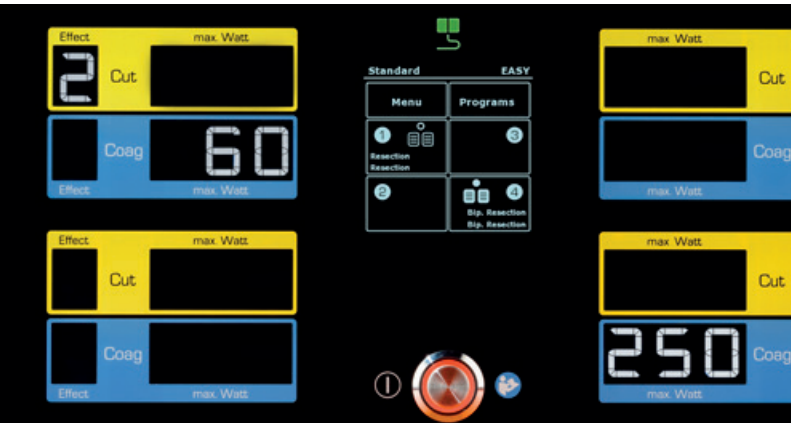 Effect max. Watt
2 Cut
Coag 60
Effect max. Watt
Effect max. Watt
Cut
Coag
Effect max. Watt
Standard EASY
Menu Programs
1 3
Resection
Resection
2 4
Bip. Resection
Bip. Resection
max. Watt
Cut
Coag
max. Watt
max. Watt
Cut
250 Coag
max. Watt